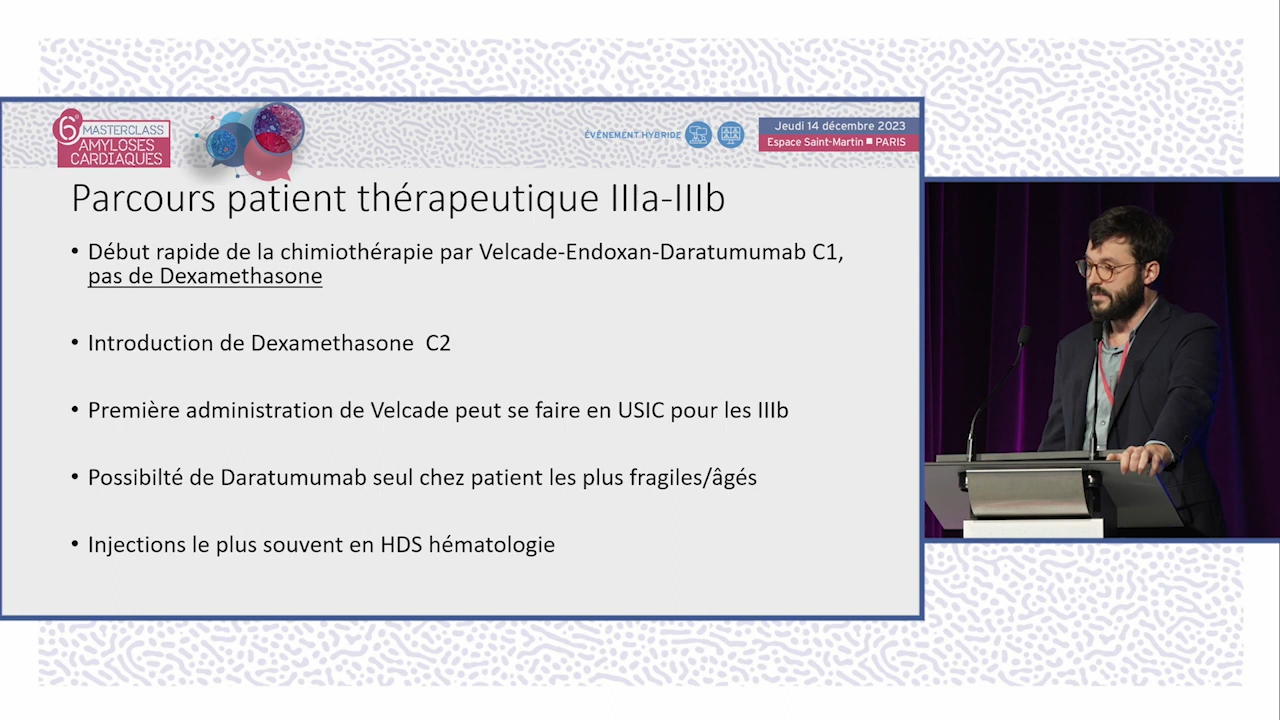 6e
MASTERCLASS
AMYLOSES
CARDIAQUES
ÉVÉNEMENT HYBRIDE
Jeudi 14 décembre 2023
Espace Saint-Martin ■ PARIS
Parcours patient thérapeutique IIIa-IIIb
• Début rapide de la chimiothérapie par Velcade-Endoxan-Daratumumab C1,
pas de Dexamethasone
• Introduction de Dexamethasone C2
• Première administration de Velcade peut se faire en USIC pour les IIIb
• Possibilté de Daratumumab seul chez patient les plus fragiles/âgés
• Injections le plus souvent en HDS hématologie